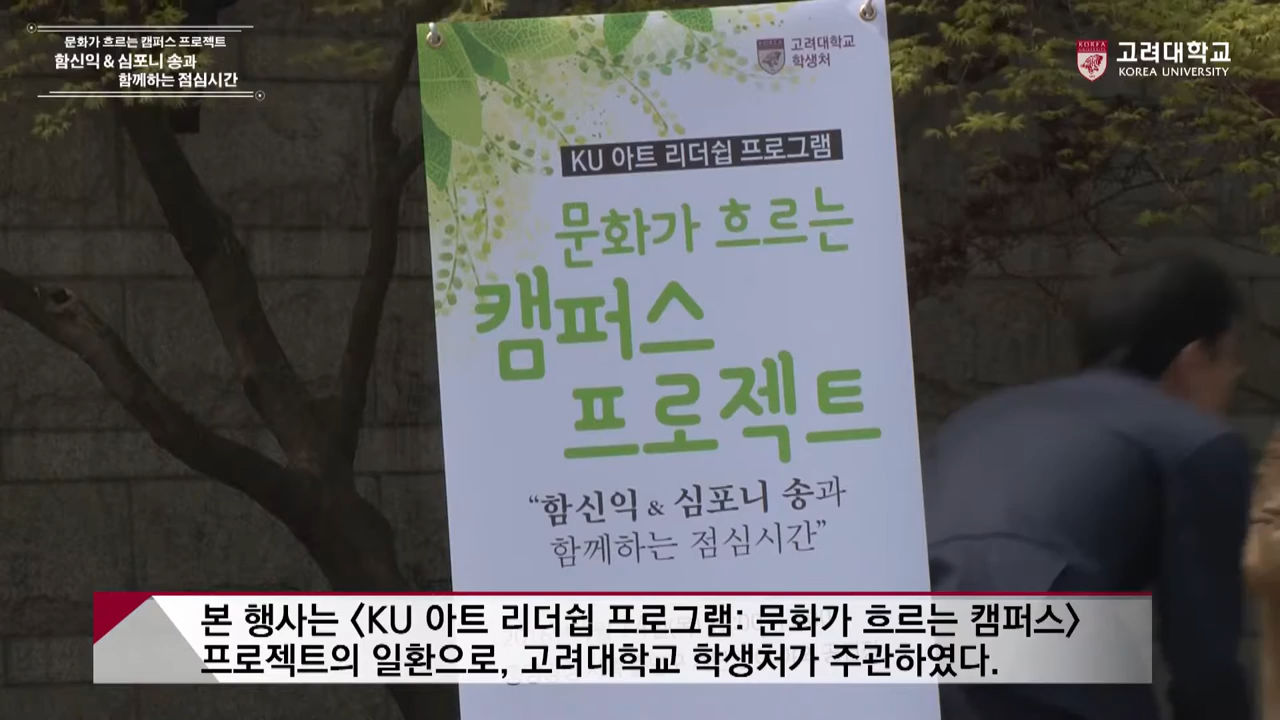 문화가 흐르는 캠퍼스 프로젝트
함신익 & 심포니 송과
함께하는 점심시간
KOREA
고려대학교
KOREA UNIVERSITY
KOREA
고려대학교
학생처
KU 아트 리더쉽 프로그램
문화가 흐르는
캠퍼스
프로젝트
“함신익 & 심포니 송과
함께하는 점심시간”
본 행사는 〈KU 아트 리더쉽 프로그램: 문화가 흐르는 캠퍼스〉
프로젝트의 일환으로, 고려대학교 학생처가 주관하였다.